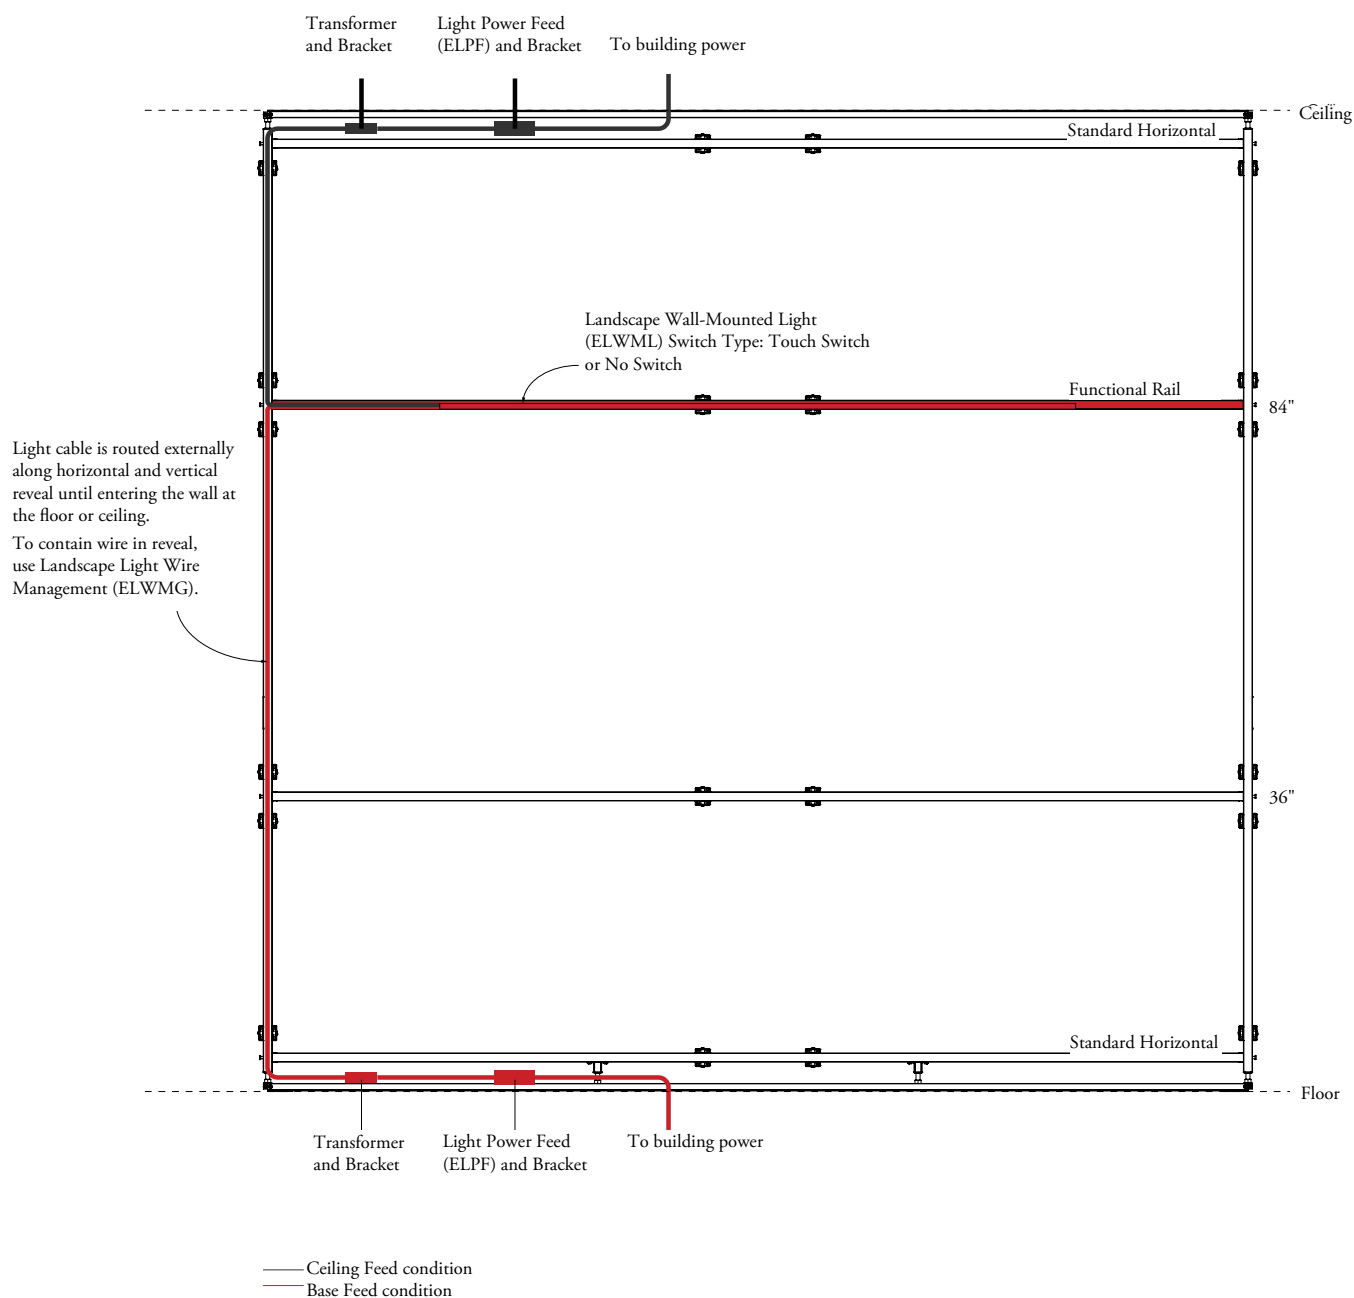 Transformer
and Bracket
Light Power Feed
(ELPF) and Bracket
To building power
Ceiling
Standard Horizontal
Landscape Wall-Mounted Light
(ELWML) Switch Type: Touch Switch
or No Switch
Functional Rail
84"
Light cable is routed externally
along horizontal and vertical
reveal until entering the wall at
the floor or ceiling.
To contain wire in reveal,
use Landscape Light Wire
Management (ELWMG).
36"
Standard Horizontal
Floor
Transformer
and Bracket
Light Power Feed
(ELPF) and Bracket
To building power
Ceiling Feed condition
Base Feed condition